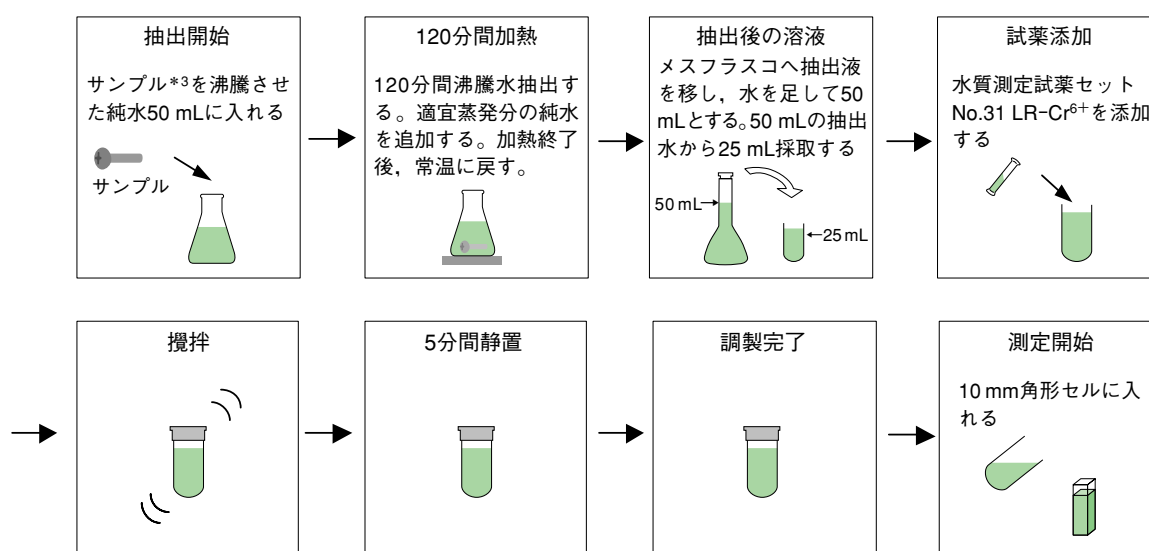 抽出開始
サンプル*³を沸騰させ
た純水50 mLに入れる
サンプル
120分間加熱
120分間沸騰水抽出す
る。適宜蒸発分の純水
を追加する。加熱終了
後，常温に戻す。
抽出後の溶液
メスフラスコへ抽出液
を移し，水を足して50
mLとする。50 mLの抽出
水から25 mL採取する
50 mL
25 mL
試薬添加
水質測定試薬セット
No.31 LR−Cr⁶⁺を添加
する
攪拌
5分間静置
調製完了
測定開始
10 mm角形セルに入
れる